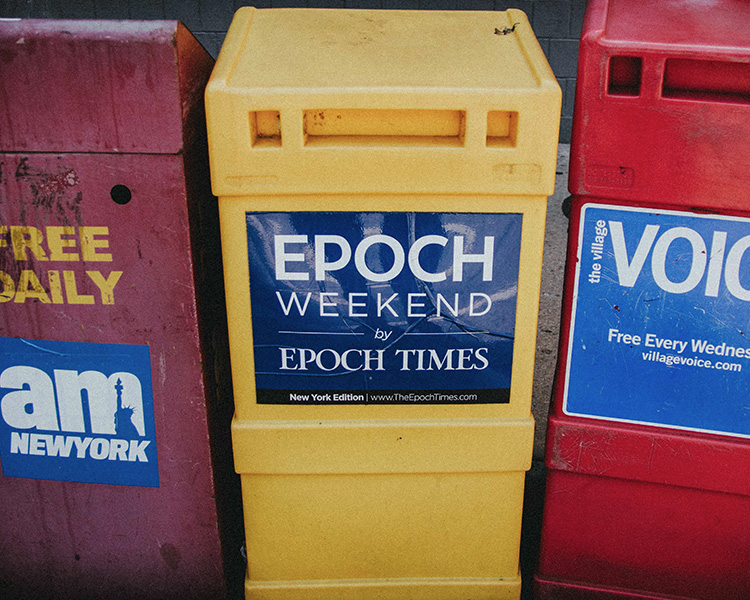 FREE
DAILY
am
NEWYORK
EPOCH
WEEKEND
by
EPOCH TIMES
New York Edition | www.TheEpochTimes.com
the village
VOIC
Free Every Wednes
villagevoice.com